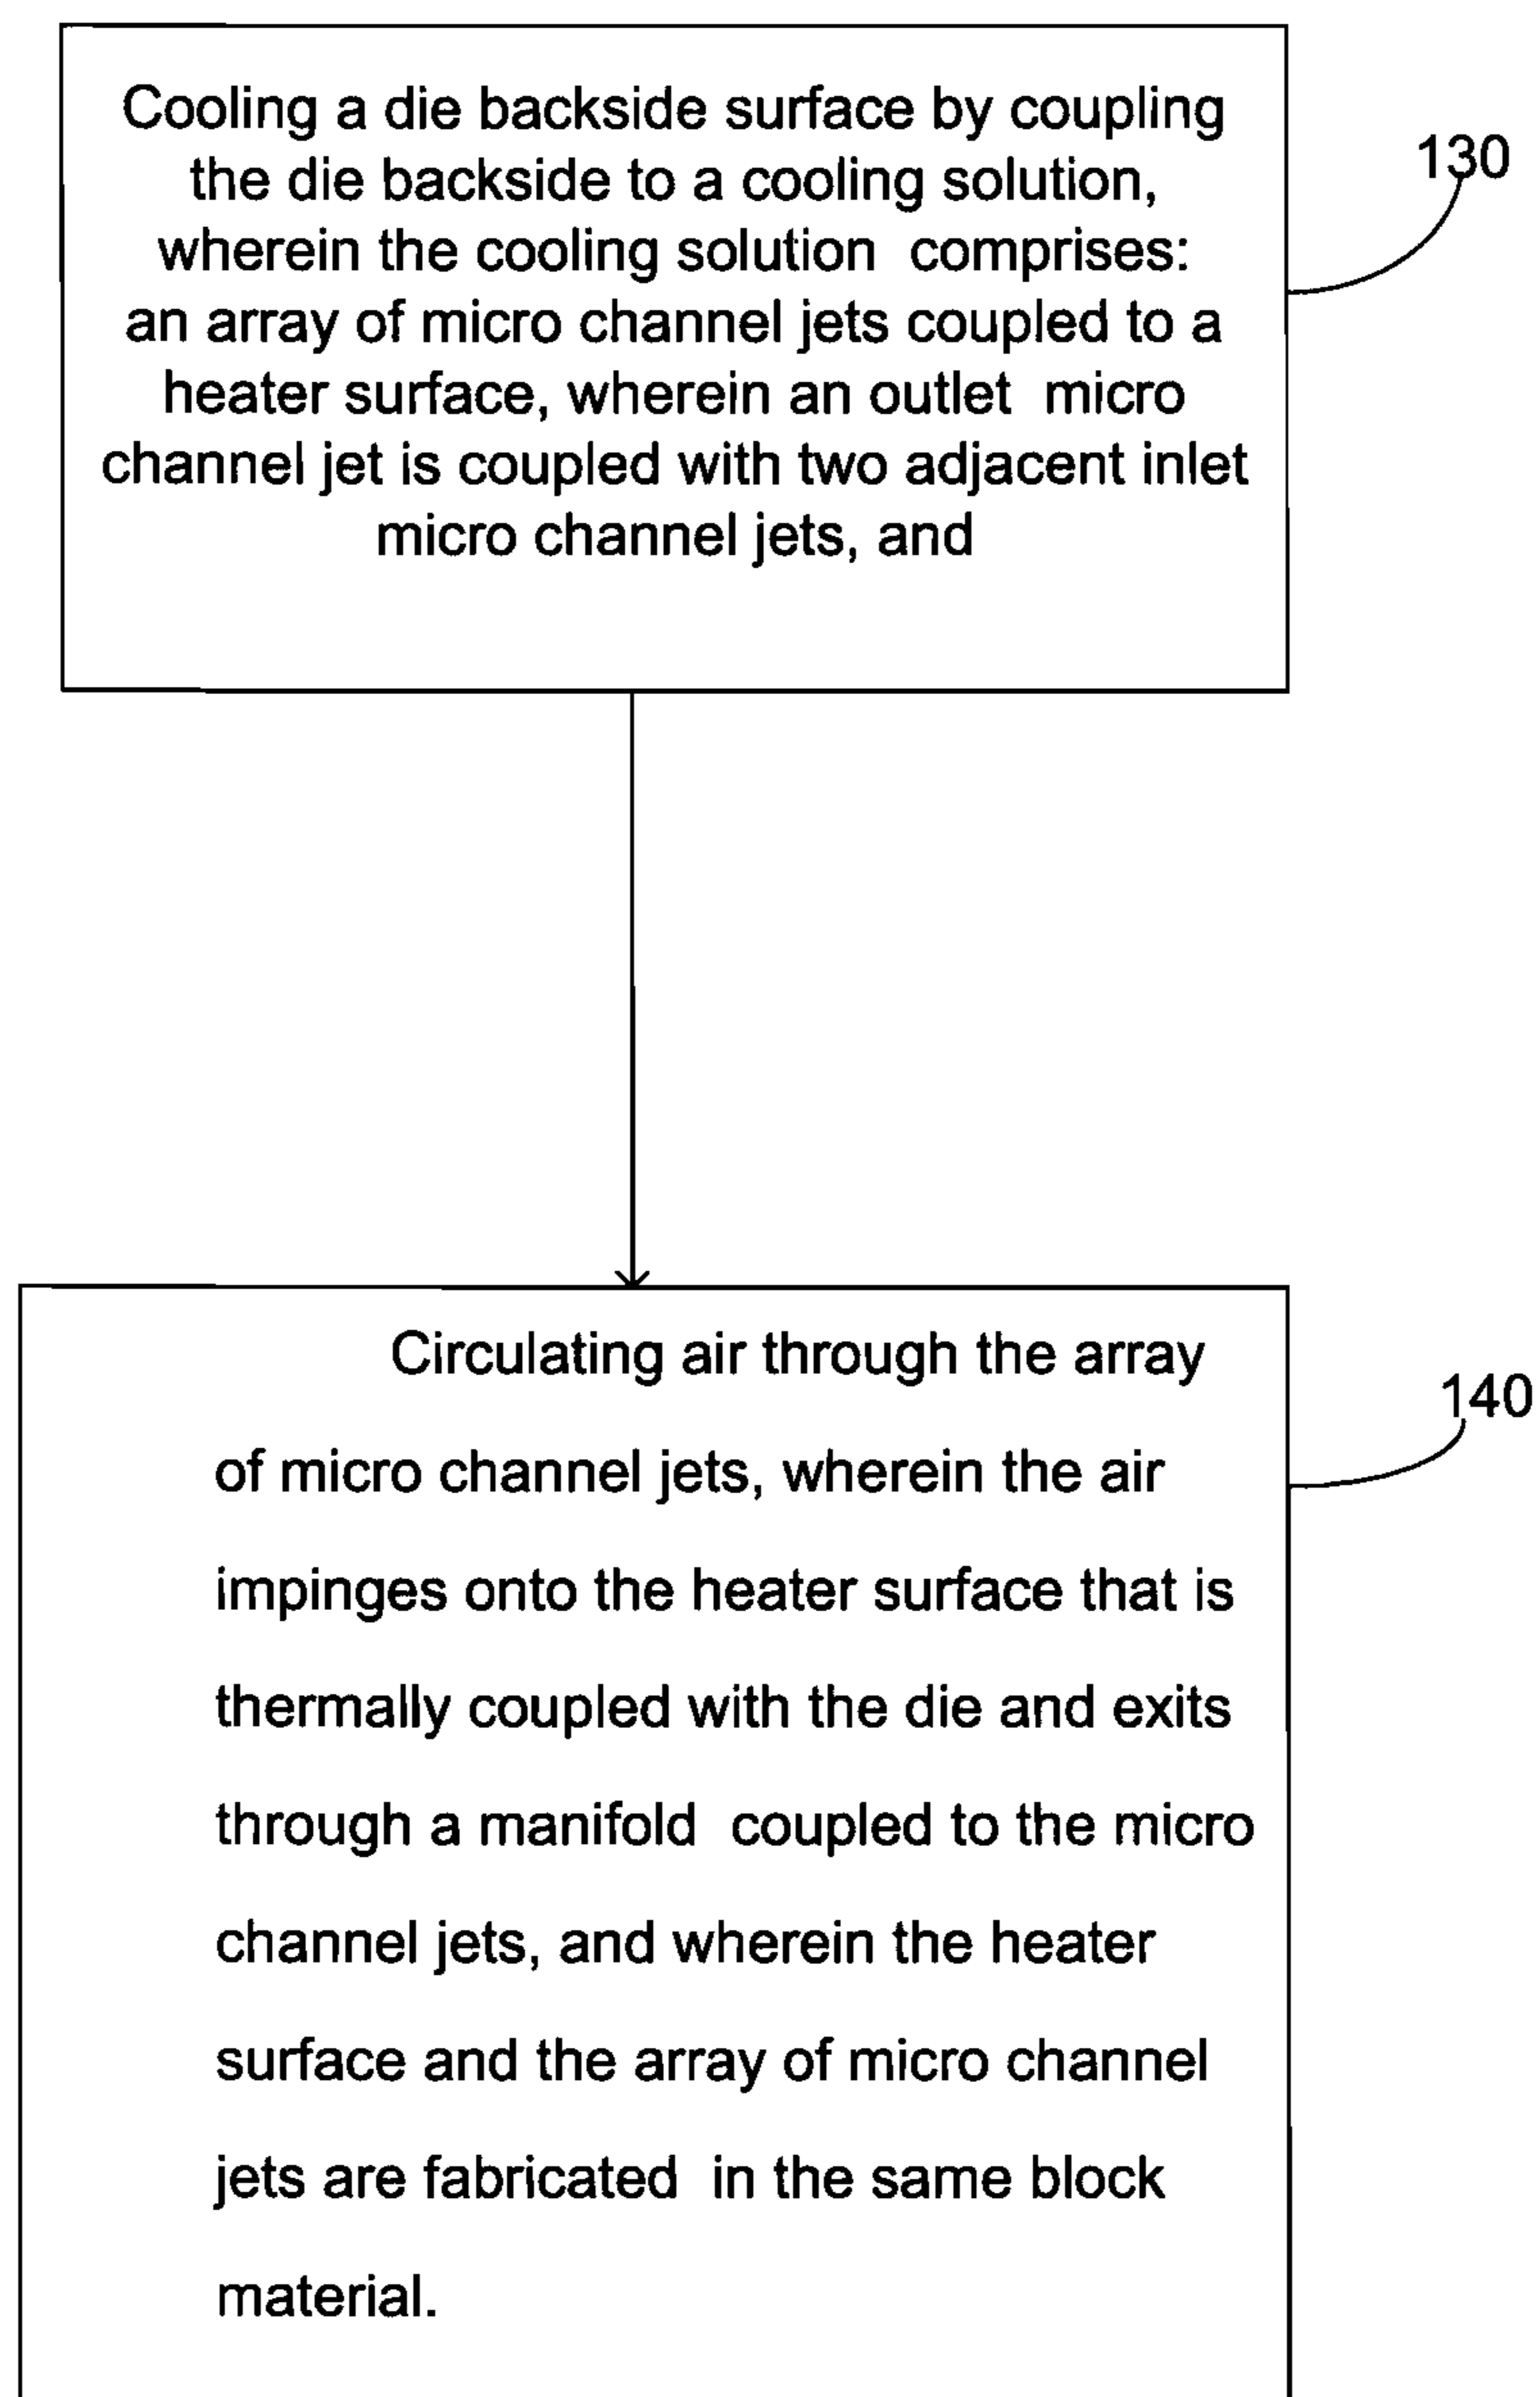 Cooling a die backside surface by coupling
the die backside to a cooling solution,
wherein the cooling solution comprises:
an array of micro channel jets coupled to a
heater surface, wherein an outlet micro
channel jet is coupled with two adjacent inlet
micro channel jets, and
130
Circulating air through the array
of micro channel jets, wherein the air
impinges onto the heater surface that is
thermally coupled with the die and exits
through a manifold coupled to the micro
channel jets, and wherein the heater
surface and the array of micro channel
jets are fabricated in the same block
material.
140